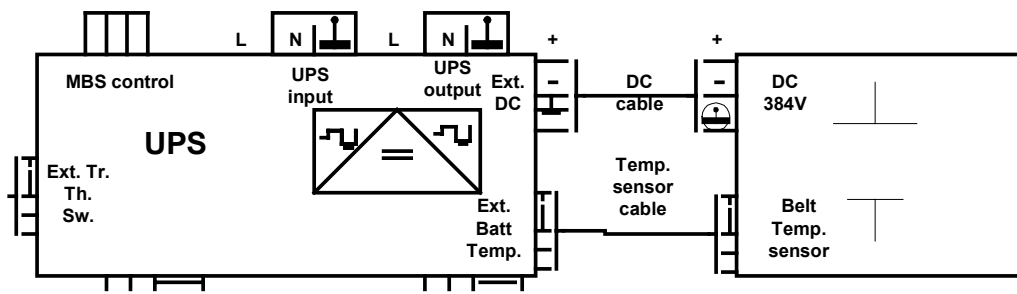 L N L N + +
MBS control
UPS
input
UPS
output
Ext.
DC
-
DC
cable
-
DC
384V
UPS
Ext. Tr.
Th.
Sw.
Temp.
sensor
cable
Ext.
Batt
Temp.
Belt
Temp.
sensor